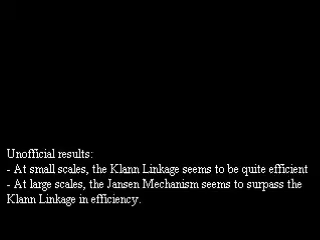 Unofficial results:
- At small scales, the Klann Linkage seems to be quite efficient
- At large scales, the Jansen Mechanism seems to surpass the
Klann Linkage in efficiency.